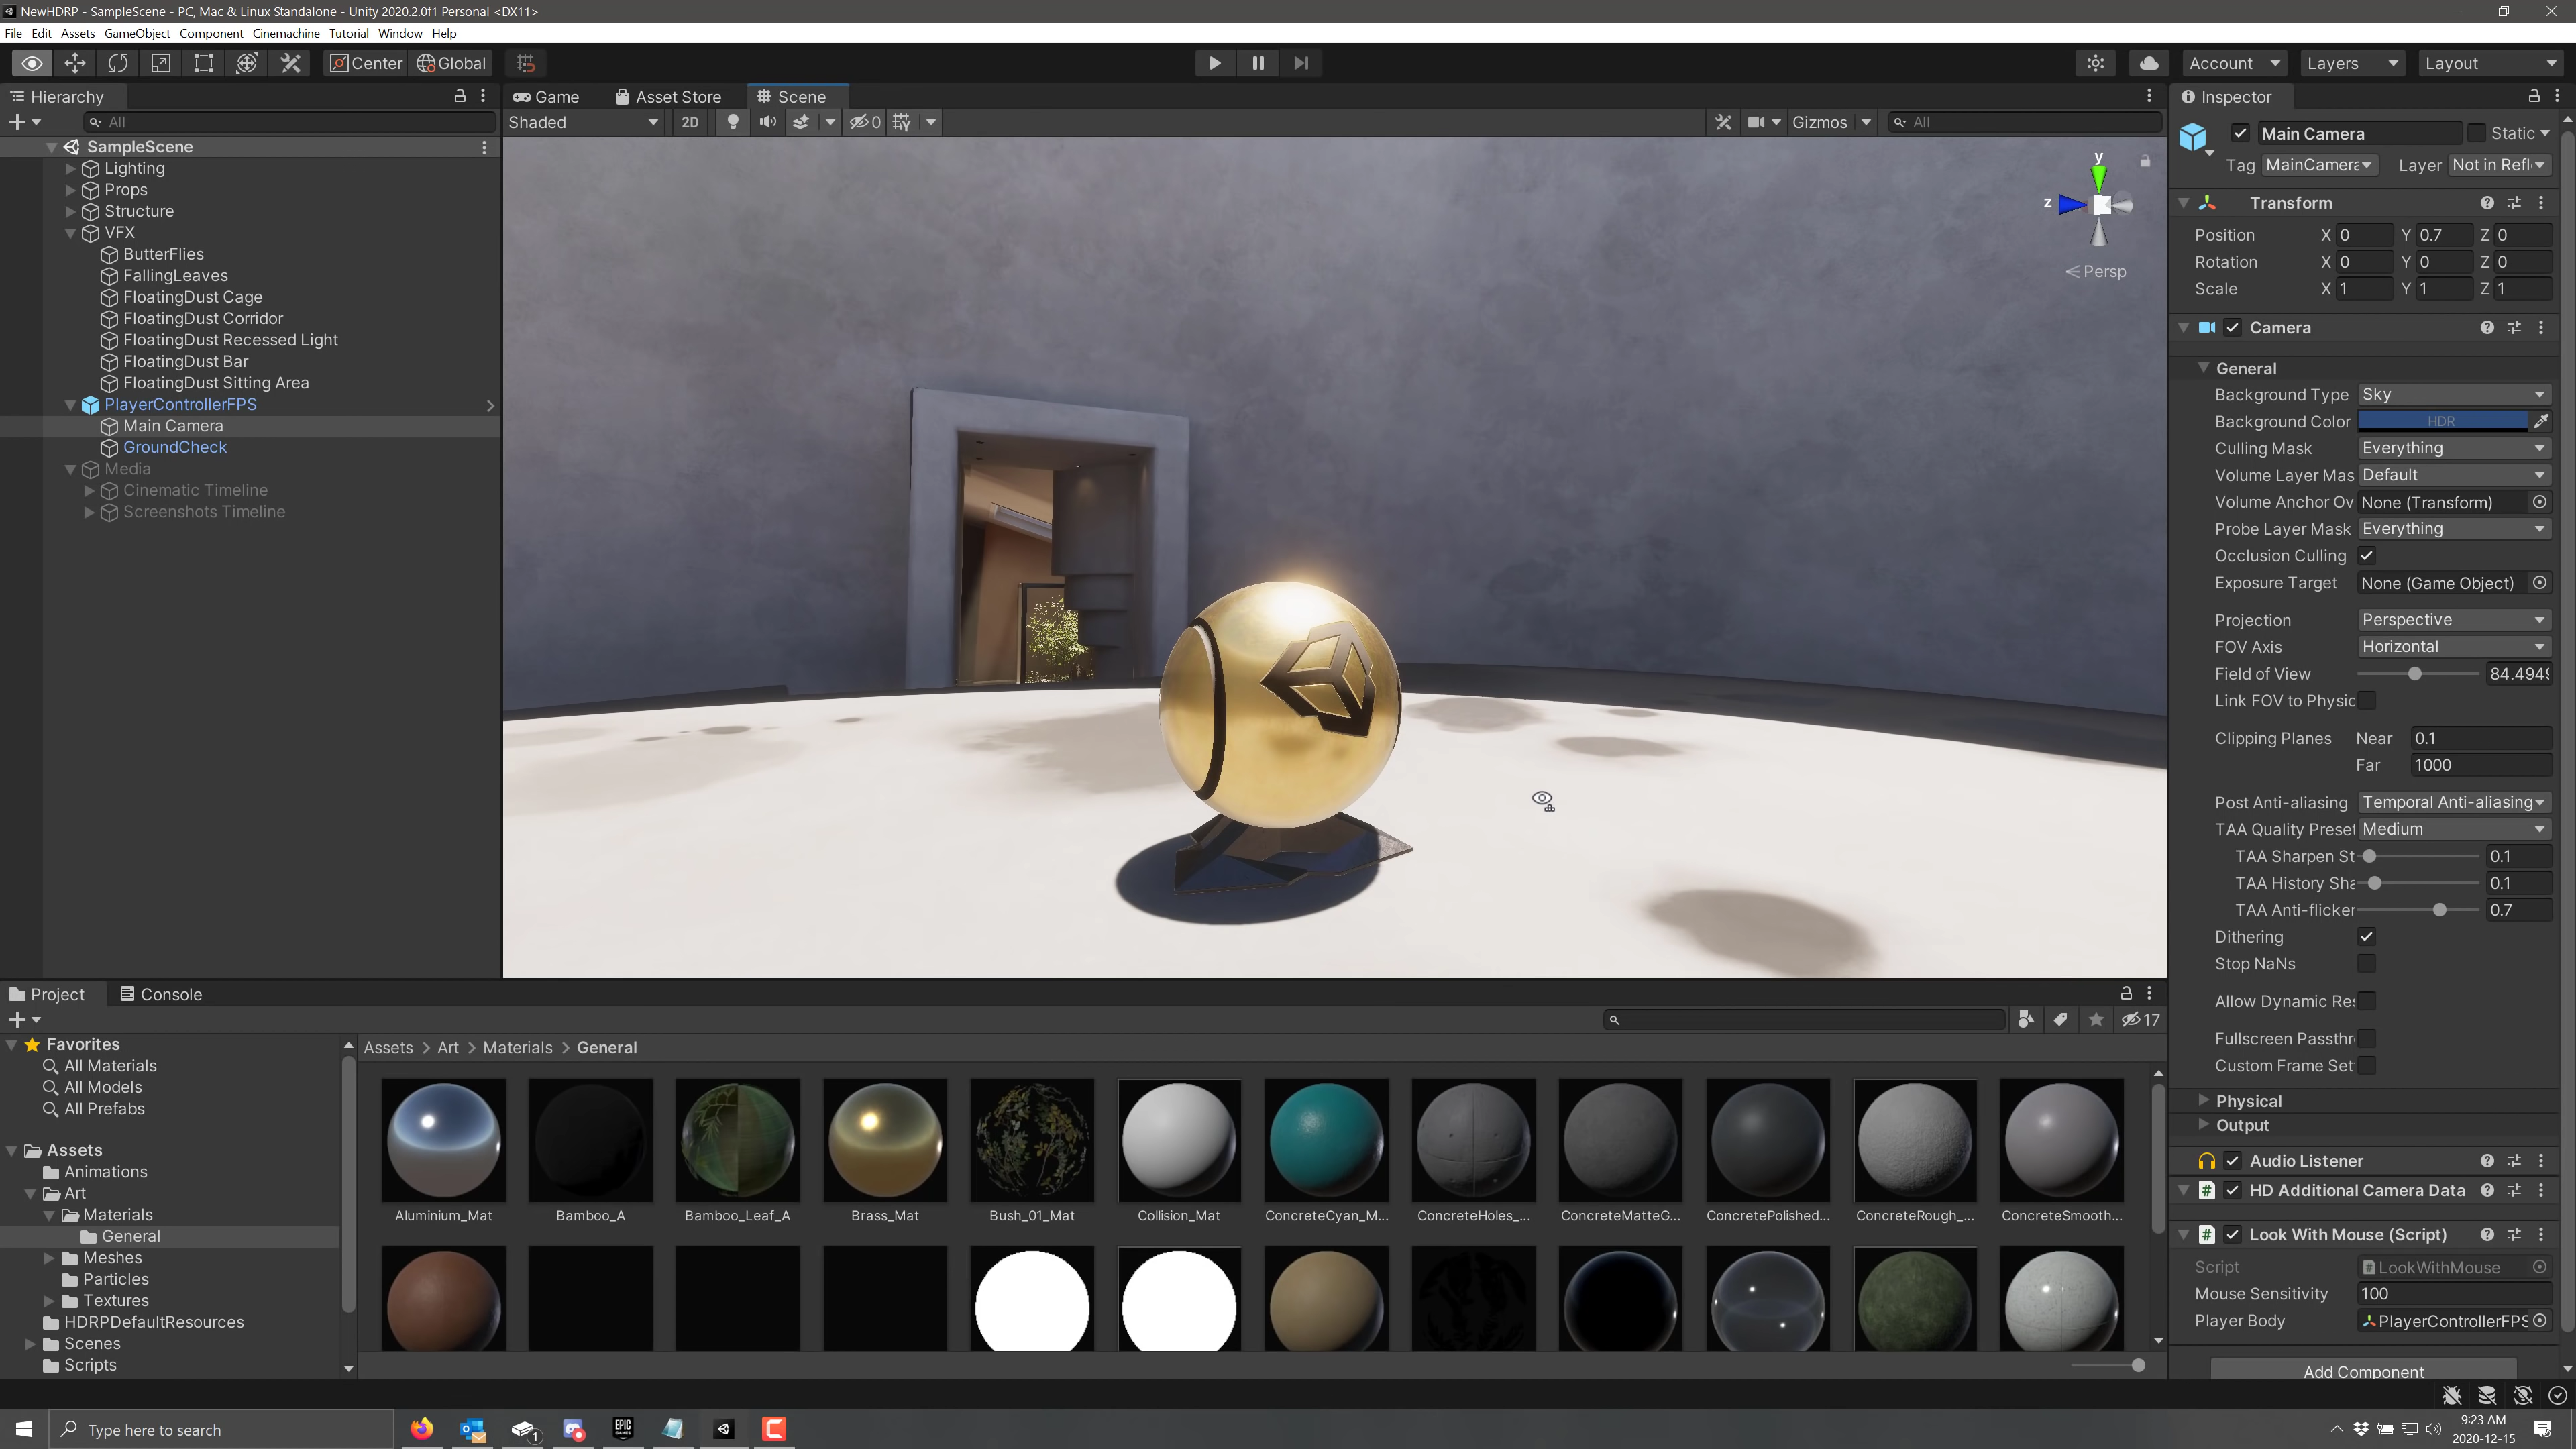 NewHDRP - SampleScene - PC, Mac & Linux Standalone - Unity 2020.2.0f1 Personal <DX11>
File Edit Assets GameObject Component Cinemachine Tutorial Window Help
Center Global Account Layers Layout
Hierarchy
All
SampleScene
Lighting
Props
Structure
VFX
ButterFlies
FallingLeaves
FloatingDust Cage
FloatingDust Corridor
FloatingDust Recessed Light
FloatingDust Bar
FloatingDust Sitting Area
PlayerControllerFPS
Main Camera
GroundCheck
Media
Cinematic Timeline
Screenshots Timeline
Game Asset Store Scene
Shaded 2D 0 Gizmos All
y
z
Persp
Inspector
Main Camera Static
Tag MainCamera Layer Not in Refl
Transform
Position X 0 Y 0.7 Z 0
Rotation X 0 Y 0 Z 0
Scale X 1 Y 1 Z 1
Camera
General
Background Type Sky
Background Color HDR
Culling Mask Everything
Volume Layer Mas Default
Volume Anchor Ov None (Transform)
Probe Layer Mask Everything
Occlusion Culling
Exposure Target None (Game Object)
Projection Perspective
FOV Axis Horizontal
Field of View 84.4949
Link FOV to Physic
Clipping Planes Near 0.1
Far 1000
Post Anti-aliasing Temporal Anti-aliasing
TAA Quality Preset Medium
TAA Sharpen St 0.1
TAA History Sha 0.1
TAA Anti-flicker 0.7
Dithering
Stop NaNs
Allow Dynamic Res
Fullscreen Passthr
Custom Frame Set
Physical
Output
Audio Listener
HD Additional Camera Data
Look With Mouse (Script)
Script LookWithMouse
Mouse Sensitivity 100
Player Body PlayerControllerFPS
Add Component
Project Console
17
Favorites
All Materials
All Models
All Prefabs
Assets
Animations
Art
Materials
General
Meshes
Particles
Textures
HDRPDefaultResources
Scenes
Scripts
Assets > Art > Materials > General
Aluminium_Mat Bamboo_A Bamboo_Leaf_A Brass_Mat Bush_01_Mat Collision_Mat ConcreteCyan_M... ConcreteHoles_... ConcreteMatteG... ConcretePolished... ConcreteRough_... ConcreteSmooth...
Type here to search
1
EPIC GAMES
9:23 AM
2020-12-15